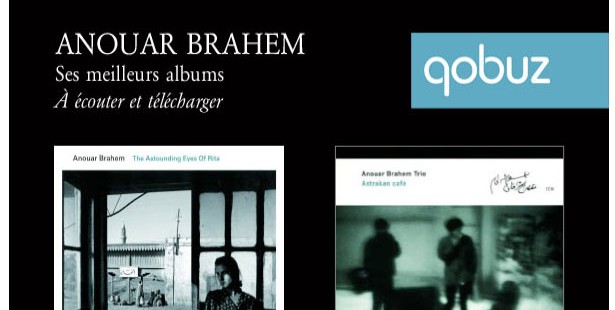 ANOUAR BRAHEM
Ses meilleurs albums
À écouter et télécharger
qobuz
Anouar Brahem The Astounding Eyes Of Rita
Anouar Brahem Trio
Astrakan café
ECM